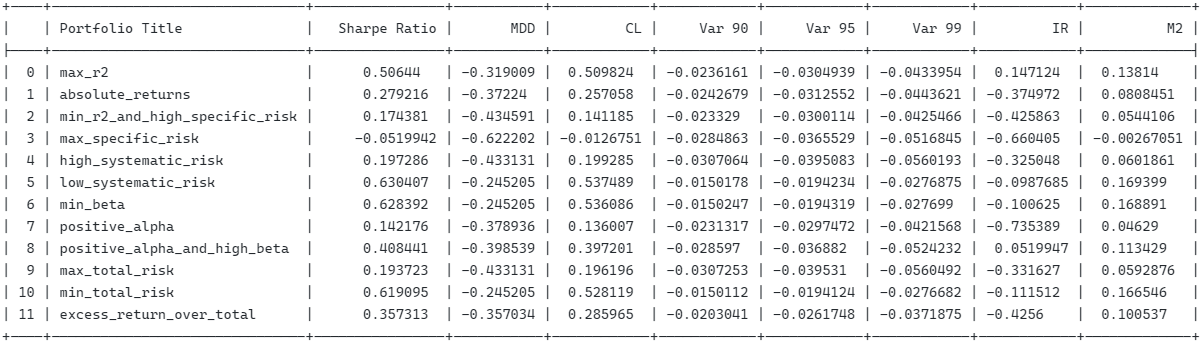 | | Portfolio Title | Sharpe Ratio | MDD | CL | Var 90 | Var 95 | Var 99 | IR | M2 |
| 0 | max_r2 | 0.50644 | -0.319009 | 0.509824 | -0.0236161 | -0.0304939 | -0.0433954 | 0.147124 | 0.13814 |
| 1 | absolute_returns | 0.279216 | -0.37224 | 0.257058 | -0.0242679 | -0.0312552 | -0.0443621 | -0.374972 | 0.0808451 |
| 2 | min_r2_and_high_specific_risk | 0.174381 | -0.434591 | 0.141185 | -0.023329 | -0.0300114 | -0.0425466 | -0.425863 | 0.0544106 |
| 3 | max_specific_risk | -0.0519942 | -0.622202 | -0.0126751 | -0.0284863 | -0.0365529 | -0.0516845 | -0.660405 | -0.00267051 |
| 4 | high_systematic_risk | 0.197286 | -0.433131 | 0.199285 | -0.0307064 | -0.0395083 | -0.0560193 | -0.325048 | 0.0601861 |
| 5 | low_systematic_risk | 0.630407 | -0.245205 | 0.537489 | -0.0150178 | -0.0194234 | -0.0276875 | -0.0987685 | 0.169399 |
| 6 | min_beta | 0.628392 | -0.245205 | 0.536086 | -0.0150247 | -0.0194319 | -0.027699 | -0.100625 | 0.168891 |
| 7 | positive_alpha | 0.142176 | -0.378936 | 0.136007 | -0.0231317 | -0.0297472 | -0.0421568 | -0.735389 | 0.04629 |
| 8 | positive_alpha_and_high_beta | 0.408441 | -0.398539 | 0.397201 | -0.028597 | -0.036882 | -0.0524232 | 0.0519947 | 0.113429 |
| 9 | max_total_risk | 0.193723 | -0.433131 | 0.196196 | -0.0307253 | -0.039531 | -0.0560492 | -0.331627 | 0.0592876 |
| 10 | min_total_risk | 0.619095 | -0.245205 | 0.528119 | -0.0150112 | -0.0194124 | -0.0276682 | -0.111512 | 0.166546 |
| 11 | excess_return_over_total | 0.357313 | -0.357034 | 0.285965 | -0.0203041 | -0.0261748 | -0.0371875 | -0.4256 | 0.100537 |